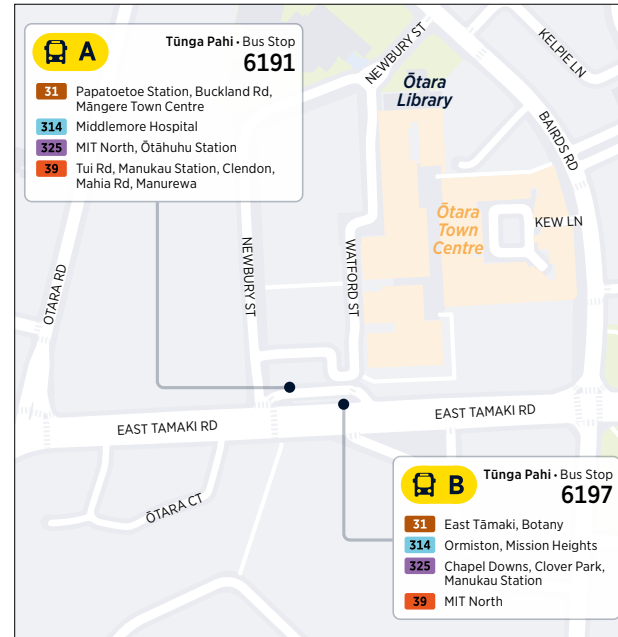 A
Tūnga Pahi • Bus Stop
6191
31 Papatoetoe Station, Buckland Rd,
Māngere Town Centre
314 Middlemore Hospital
325 MIT North, Ōtāhuhu Station
39 Tui Rd, Manukau Station, Clendon,
Mahia Rd, Manurewa
NEWBURY ST
KELPIE LN
Ōtara
Library
BAIRDS RD
Ōtara
Town
Centre
KEW LN
OTARA RD
NEWBURY ST
WATFORD ST
EAST TAMAKI RD
EAST TAMAKI RD
ŌTARA CT
B
Tūnga Pahi • Bus Stop
6197
31 East Tāmaki, Botany
314 Ormiston, Mission Heights
325 Chapel Downs, Clover Park,
Manukau Station
39 MIT North